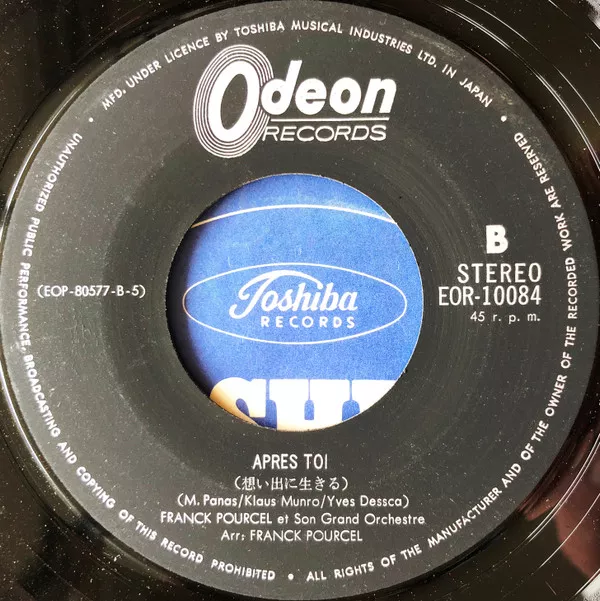 • MFD. UNDER LICENCE BY TOSHIBA MUSICAL INDUSTRIES LTD. IN JAPAN •
Odeon
RECORDS
B
STEREO
EOR-10084
45 r. p. m.
(EOP-80577-B-5)
Toshiba
RECORDS
APRES TOI
(想い出に生きる)
(M. Panas/Klaus Munro/Yves Dessca)
FRANCK POURCEL et Son Grand Orchestre
Arr: FRANCK POURCEL
UNAUTHORIZED PUBLIC PERFORMANCE, BROADCASTING AND COPYING OF THIS RECORD PROHIBITED • ALL RIGHTS OF THE MANUFACTURER AND OF THE OWNER OF THE RECORDED WORK ARE RESERVED